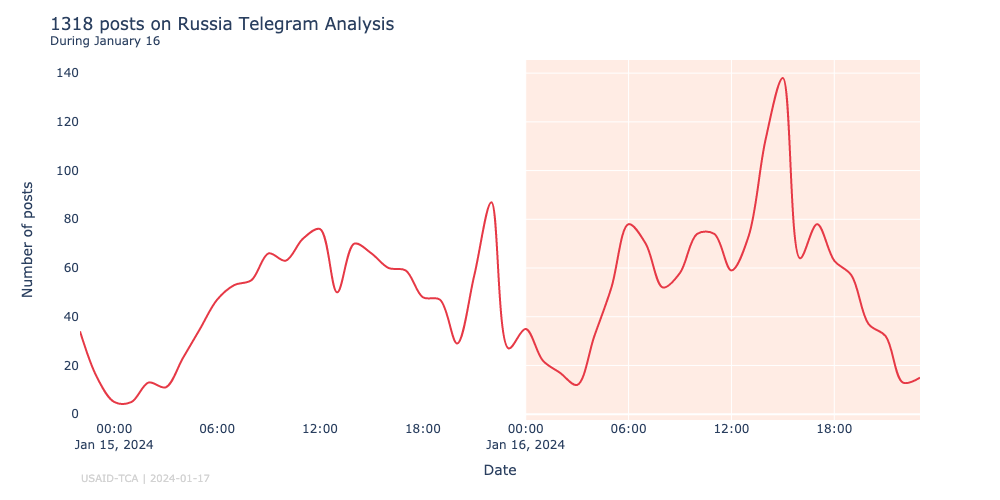 1318 posts on Russia Telegram Analysis
During January 16
Number of posts
140
120
100
80
60
40
20
0
00:00 06:00 12:00 18:00 00:00 06:00 12:00 18:00
Jan 15, 2024 Jan 16, 2024
Date
USAID-TCA | 2024-01-17